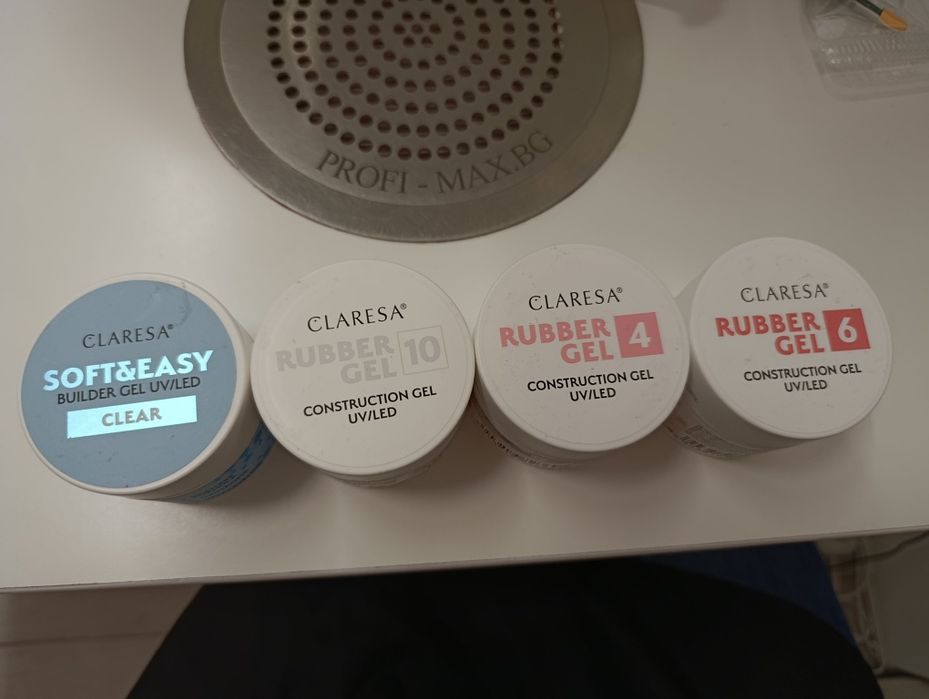 PROFI - MAX.BG
CLARESA®
SOFT&EASY
BUILDER GEL UV/LED
CLEAR
CLARESA®
RUBBER
GEL 10
CONSTRUCTION GEL
UV/LED
CLARESA®
RUBBER
GEL 4
CONSTRUCTION GEL
UV/LED
CLARESA®
RUBBER
GEL 6
CONSTRUCTION GEL
UV/LED